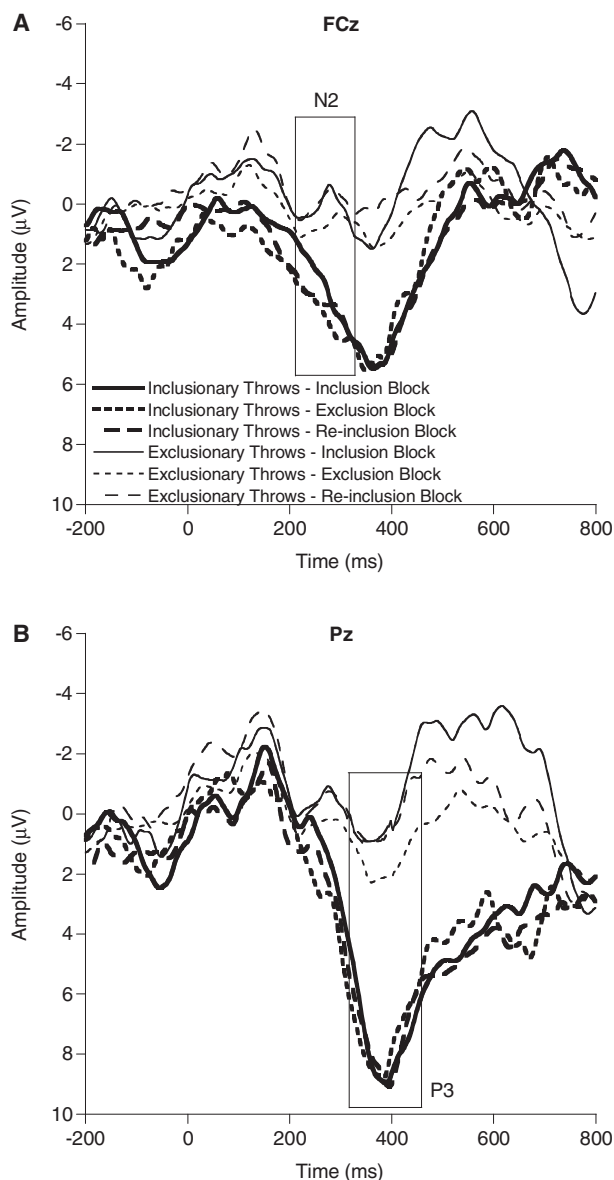 A
FCz
-6
-4
N2
-2
0
2
4
6
Amplitude (μV)
Inclusionary Throws - Inclusion Block
Inclusionary Throws - Exclusion Block
Inclusionary Throws - Re-inclusion Block
Exclusionary Throws - Inclusion Block
Exclusionary Throws - Exclusion Block
Exclusionary Throws - Re-inclusion Block
8
10
-200 0 200 400 600 800
Time (ms)
B
Pz
-6
-4
-2
0
2
4
6
8
10
Amplitude (μV)
P3
-200 0 200 400 600 800
Time (ms)